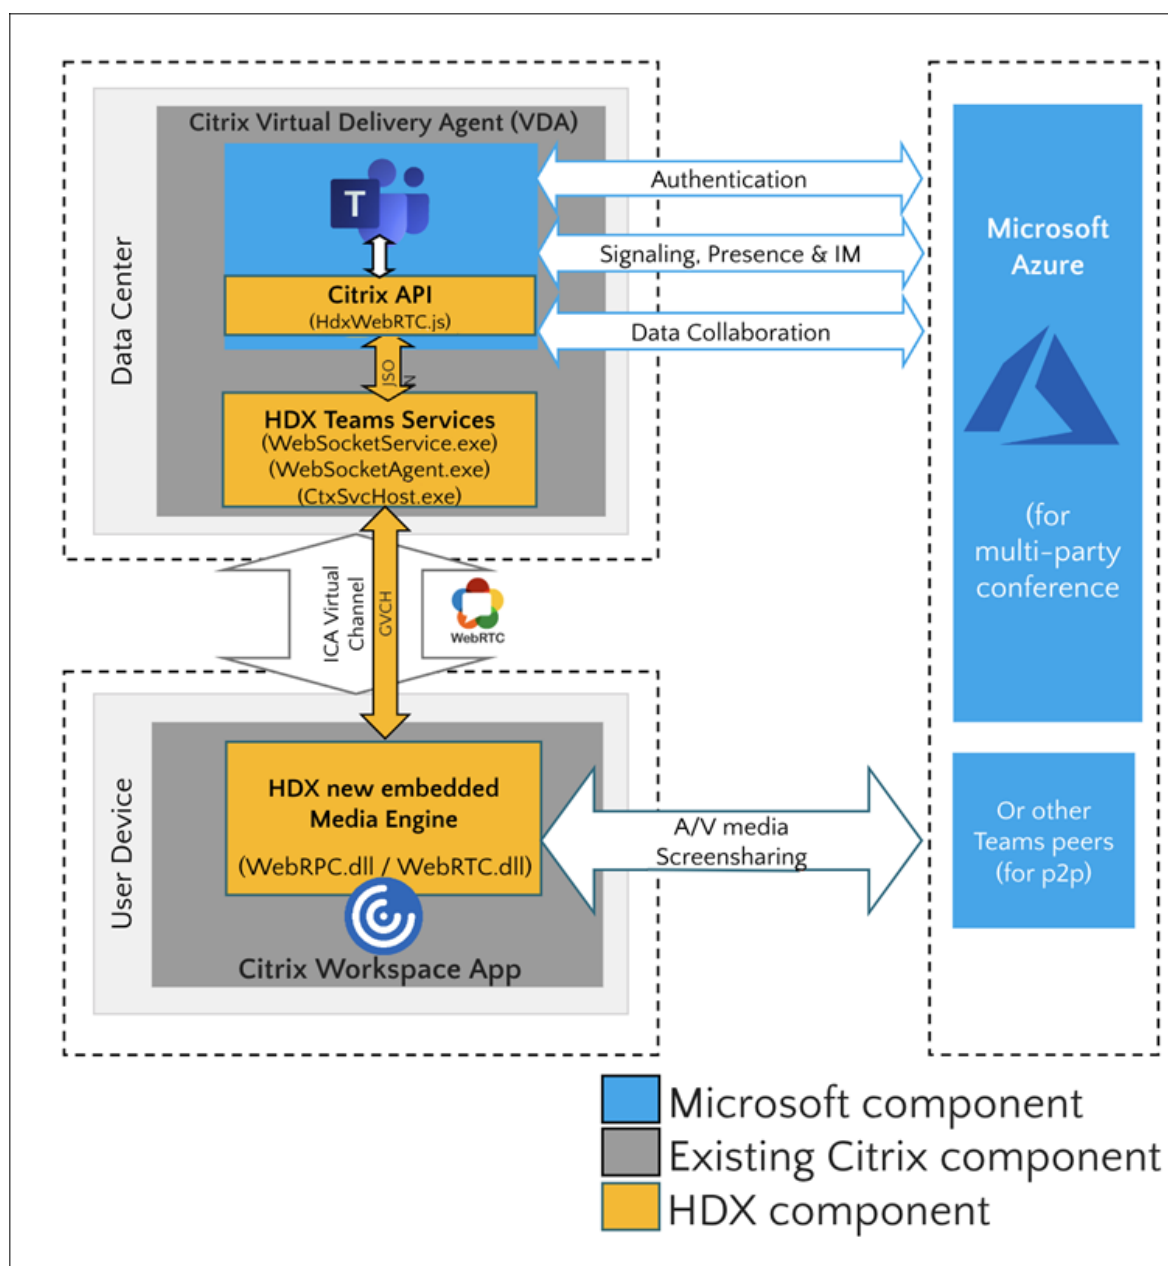 Citrix Virtual Delivery Agent (VDA)
T
Data Center
Citrix API
(HdxWebRTC.js)
JSO
N
HDX Teams Services
(WebSocketService.exe)
(WebSocketAgent.exe)
(CtxSvcHost.exe)
Authentication
Signaling, Presence & IM
Data Collaboration
Microsoft
Azure
(for
multi-party
conference
ICA Virtual
Channel
GVCH
WebRTC
User Device
HDX new embedded
Media Engine
(WebRPC.dll / WebRTC.dll)
Citrix Workspace App
A/V media
Screensharing
Or other
Teams peers
(for p2p)
Microsoft component
Existing Citrix component
HDX component